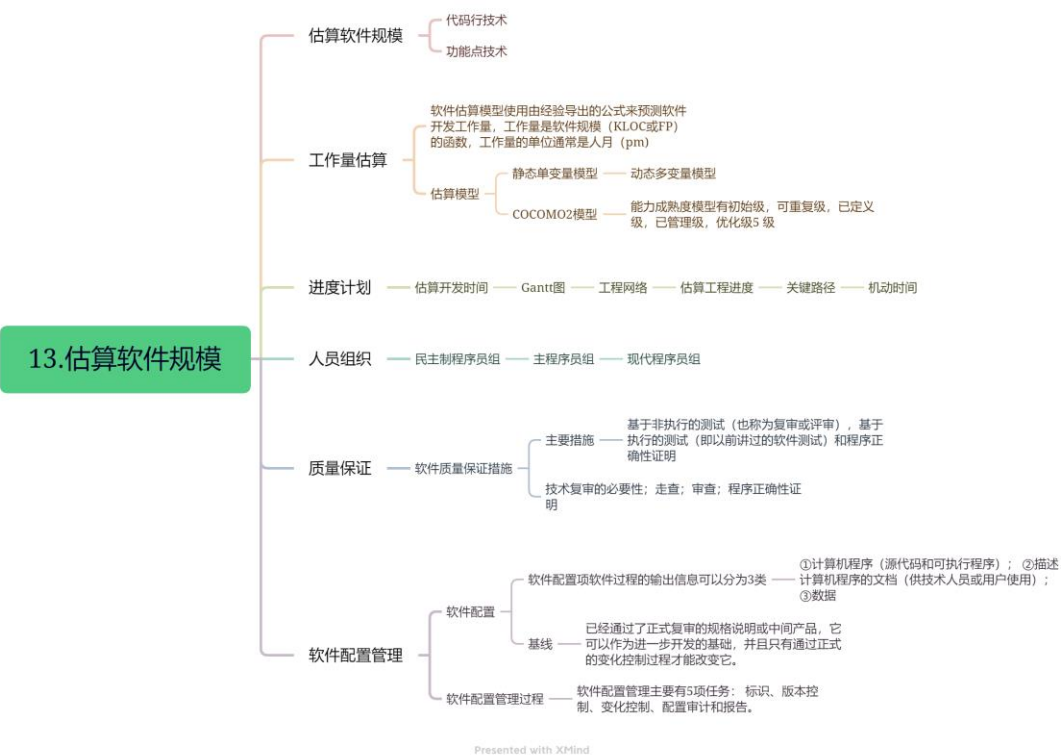 13.估算软件规模
估算软件规模
代码行技术
功能点技术
工作量估算
软件估算模型使用由经验导出的公式来预测软件
开发工作量，工作量是软件规模（KLOC或FP）
的函数，工作量的单位通常是人月（pm）
估算模型
静态单变量模型
动态多变量模型
COCOMO2模型
能力成熟度模型有初始级，可重复级，已定义
级，已管理级，优化级5 级
进度计划
估算开发时间
Gantt图
工程网络
估算工程进度
关键路径
机动时间
人员组织
民主制程序员组
主程序员组
现代程序员组
质量保证
软件质量保证措施
主要措施
基于非执行的测试（也称为复审或评审），基于
执行的测试（即以前讲过的软件测试）和程序正
确性证明
技术复审的必要性；走查；审查；程序正确性证
明
软件配置管理
软件配置
软件配置项软件过程的输出信息可以分为3类
①计算机程序（源代码和可执行程序）； ②描述
计算机程序的文档（供技术人员或用户使用）；
③数据
基线
已经通过了正式复审的规格说明或中间产品，它
可以作为进一步开发的基础，并且只有通过正式
的变化控制过程才能改变它。
软件配置管理过程
软件配置管理主要有5项任务： 标识、版本控
制、变化控制、配置审计和报告。
Presented with XMind